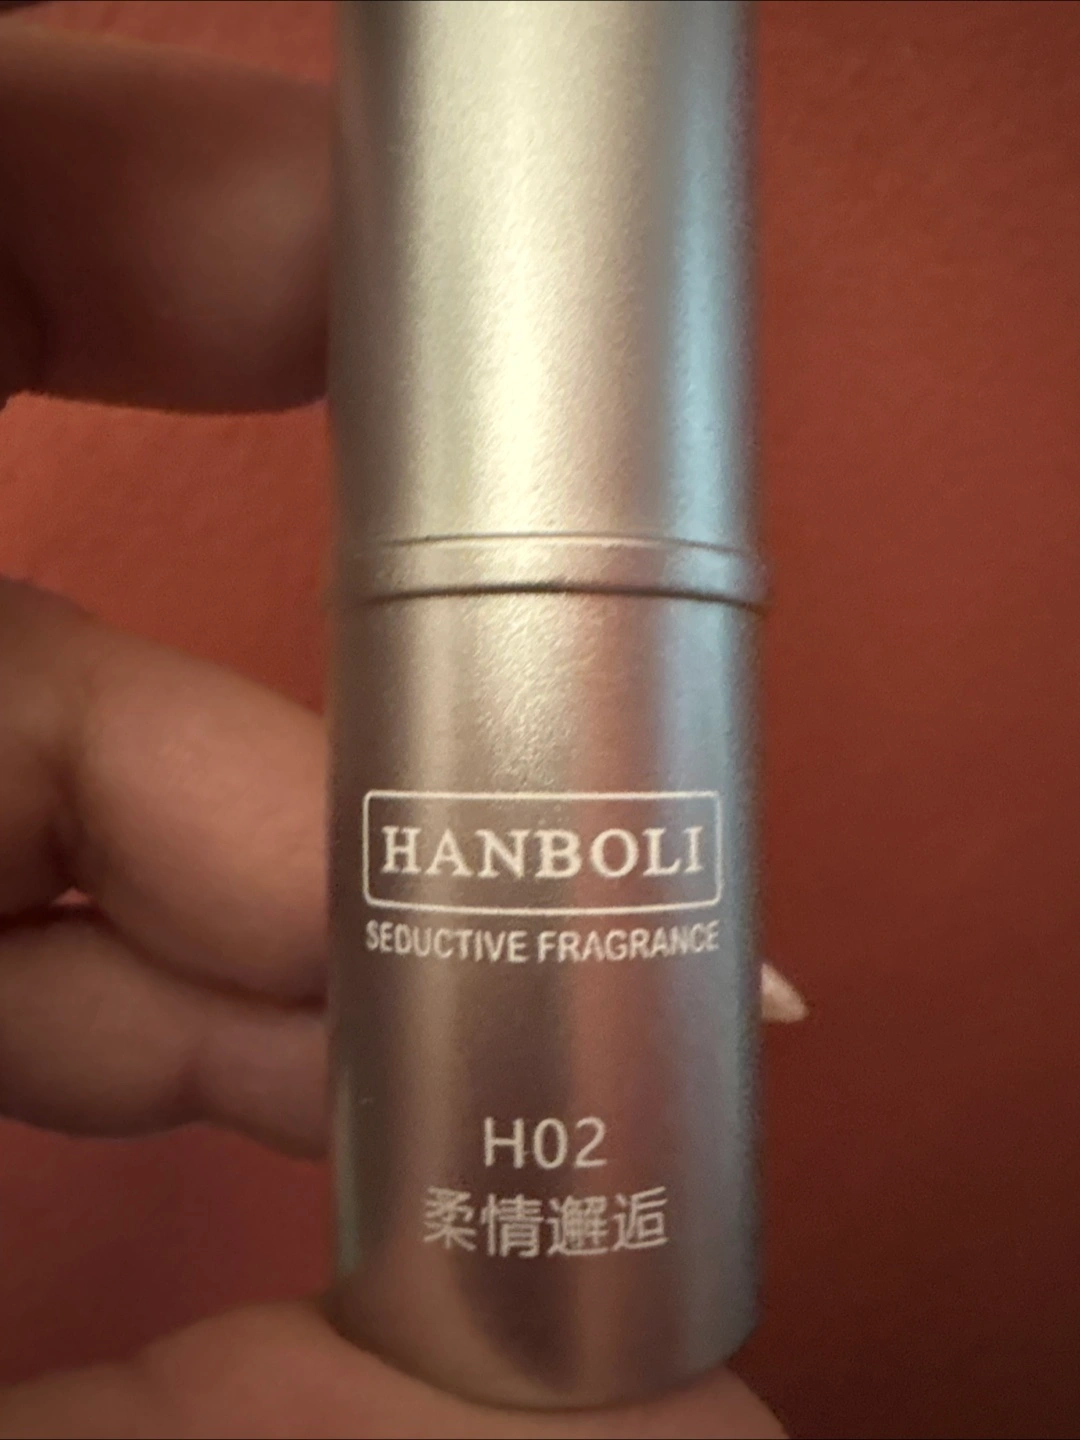 HANBOLI
SEDUCTIVE FRAGRANCE
H02
柔情邂逅